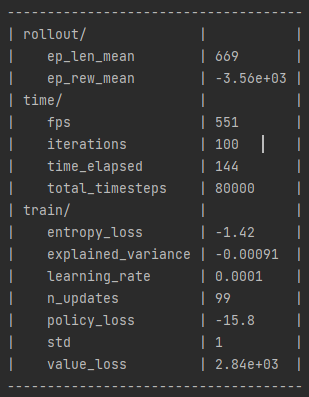 -------------------------------------
| rollout/             |            |
|    ep_len_mean       | 669        |
|    ep_rew_mean       | -3.56e+03  |
| time/                |            |
|    fps               | 551        |
|    iterations        | 100        |
|    time_elapsed      | 144        |
|    total_timesteps   | 80000      |
| train/               |            |
|    entropy_loss      | -1.42      |
|    explained_variance | -0.00091  |
|    learning_rate     | 0.0001     |
|    n_updates         | 99         |
|    policy_loss       | -15.8      |
|    std               | 1          |
|    value_loss        | 2.84e+03   |
-------------------------------------